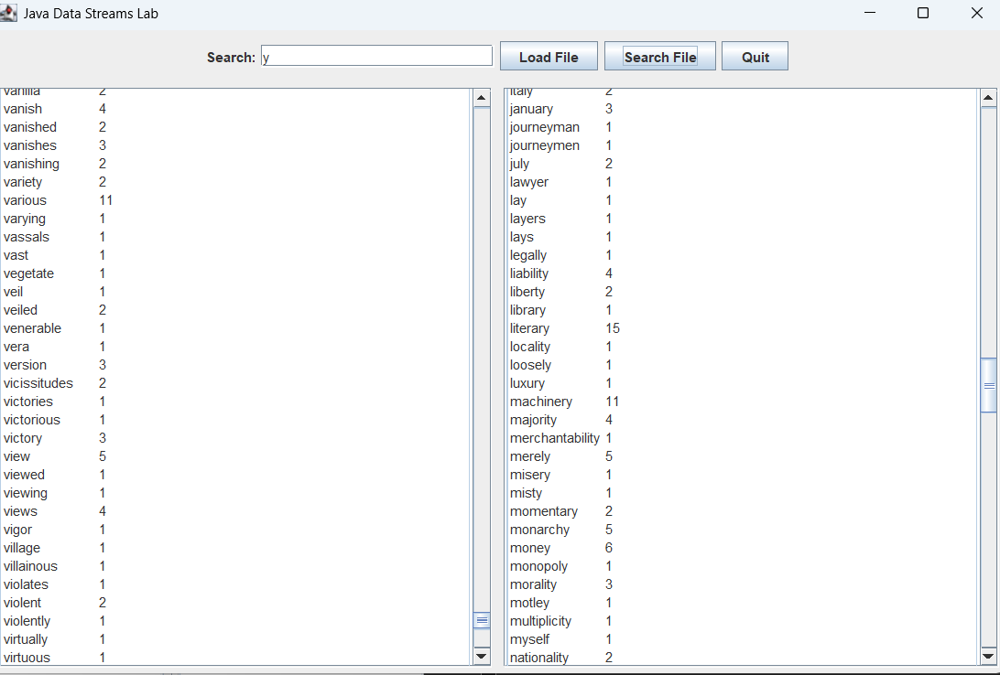 Java Data Streams Lab
Search: y Load File Search File Quit
vanilla 2
vanish 4
vanished 2
vanishes 3
vanishing 2
variety 2
various 11
varying 1
vassals 1
vast 1
vegetate 1
veil 1
veiled 2
venerable 1
vera 1
version 3
vicissitudes 2
victories 1
victorious 1
victory 3
view 5
viewed 1
viewing 1
views 4
vigor 1
village 1
villainous 1
violates 1
violent 2
violently 1
virtually 1
virtuous 1
italy 2
january 3
journeyman 1
journeymen 1
july 2
lawyer 1
lay 1
layers 1
lays 1
legally 1
liability 4
liberty 2
library 1
literary 15
locality 1
loosely 1
luxury 1
machinery 11
majority 4
merchantability 1
merely 5
misery 1
misty 1
momentary 2
monarchy 5
money 6
monopoly 1
morality 3
motley 1
multiplicity 1
myself 1
nationality 2